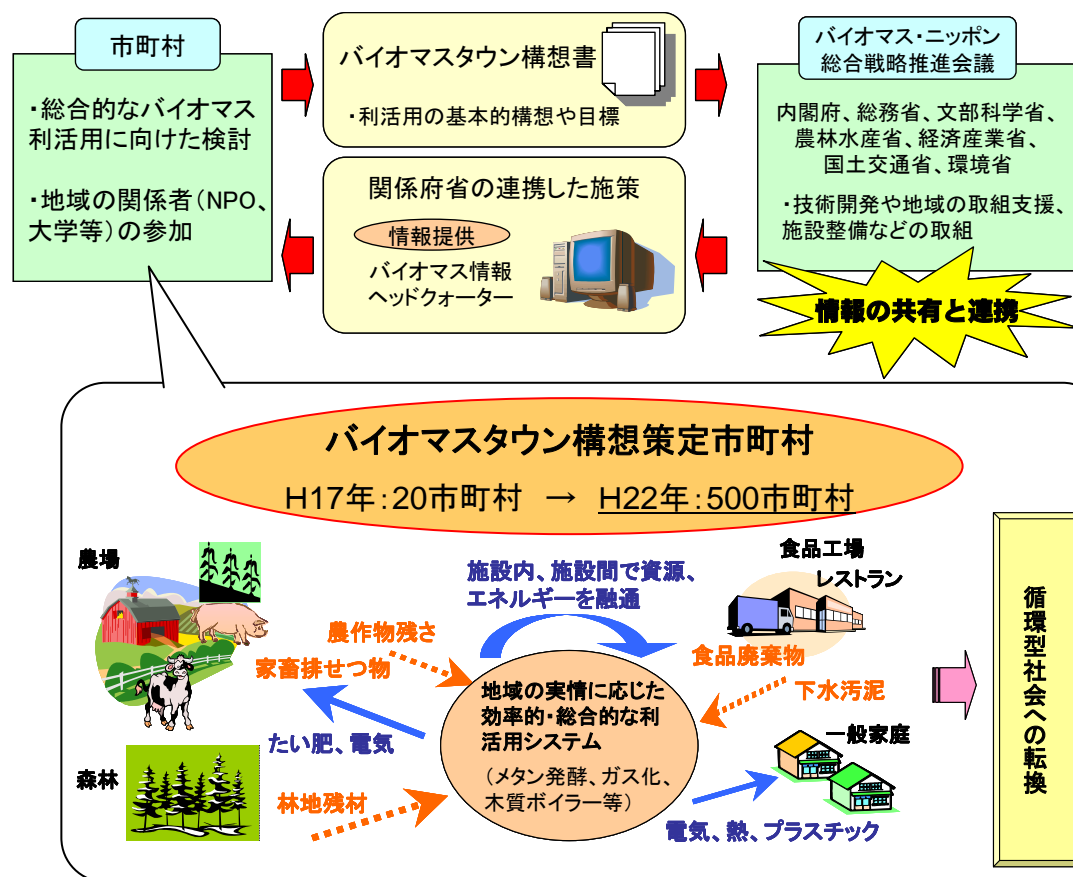 市町村
・総合的なバイオマス
利活用に向けた検討
・地域の関係者(NPO、
大学等)の参加
バイオマスタウン構想書
・利活用の基本的構想や目標
関係府省の連携した施策
情報提供
バイオマス情報
ヘッドクォーター
バイオマス・ニッポン
総合戦略推進会議
内閣府、総務省、文部科学省、
農林水産省、経済産業省、
国土交通省、環境省
・技術開発や地域の取組支援、
施設整備などの取組
情報の共有と連携
バイオマスタウン構想策定市町村
H17年:20市町村 → H22年:500市町村
農場
施設内、施設間で資源、
エネルギーを融通
食品工場
レストラン
農作物残さ
家畜排せつ物
食品廃棄物
下水汚泥
地域の実情に応じた
効率的・総合的な利
活用システム
(メタン発酵、ガス化、
木質ボイラー等)
たい肥、電気
一般家庭
森林
林地残材
電気、熱、プラスチック
循環型社会への転換